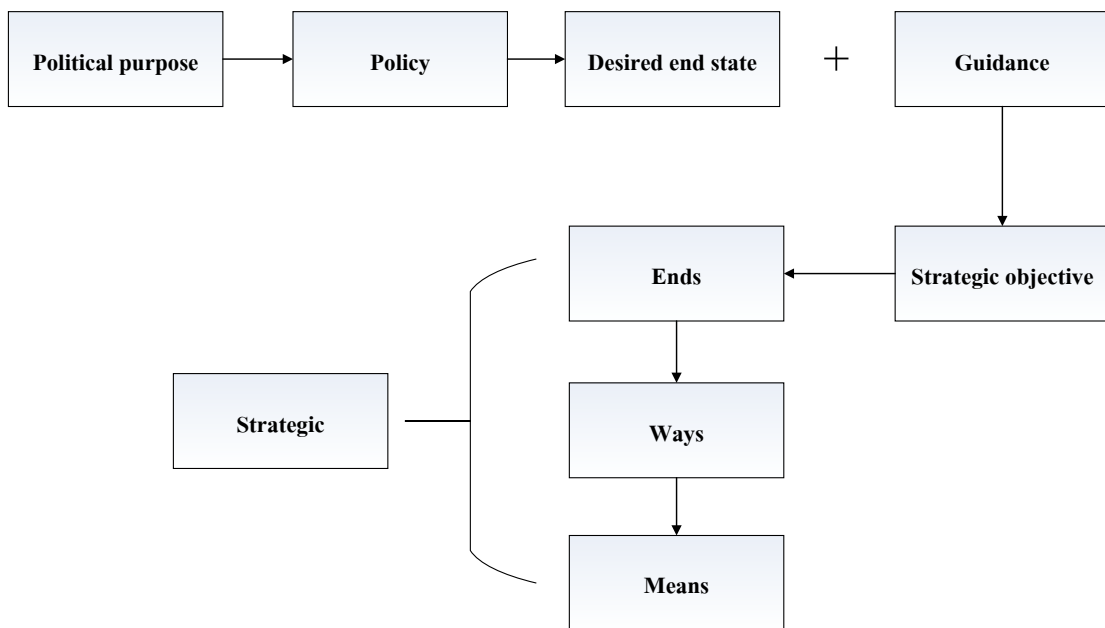 Political purpose
Policy
Desired end state
+
Guidance
Ends
Strategic objective
Strategic
Ways
Means